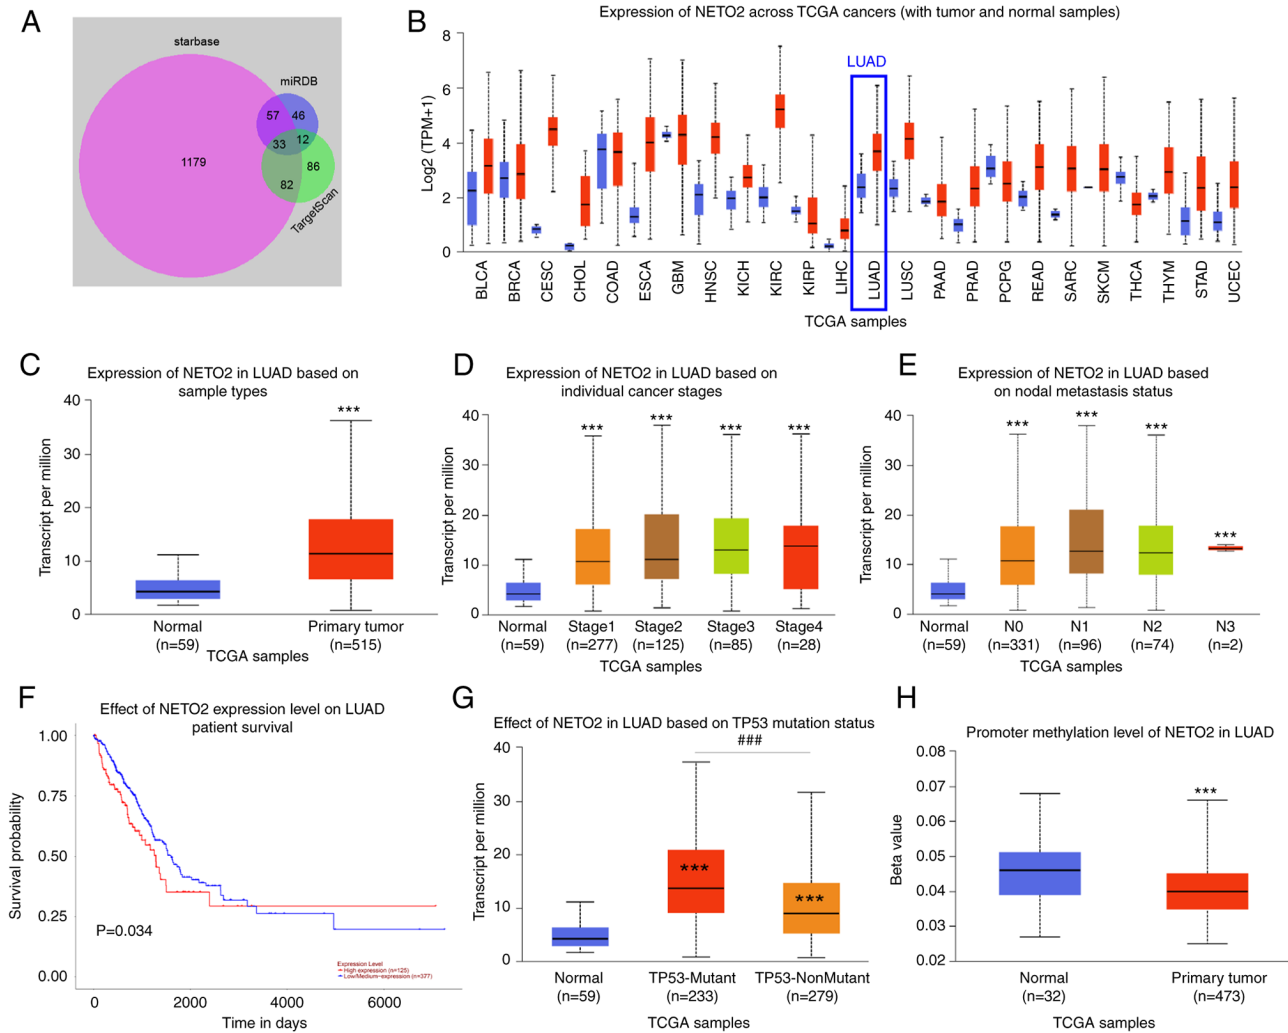 A
starbase
miRDB
57
46
33
12
1179
86
82
TargetScan
B
Expression of NETO2 across TCGA cancers (with tumor and normal samples)
LUAD
Log2 (TPM+1)
8
6
4
2
0
BLCA
BRCA
CESC
CHOL
COAD
ESCA
GBM
HNSC
KICH
KIRC
KIRP
LIHC
LUAD
LUSC
PAAD
PRAD
PCPG
READ
SARC
SKCM
THCA
THYM
STAD
UCEC
TCGA samples
C
Expression of NETO2 in LUAD based on
sample types
Transcript per million
40
30
20
10
0
***
Normal
(n=59)
Primary tumor
(n=515)
TCGA samples
D
Expression of NETO2 in LUAD based on
individual cancer stages
Transcript per million
40
30
20
10
0
***
***
***
***
Normal
(n=59)
Stage1
(n=277)
Stage2
(n=125)
Stage3
(n=85)
Stage4
(n=28)
TCGA samples
E
Expression of NETO2 in LUAD based
on nodal metastasis status
Transcript per million
40
30
20
10
0
***
***
***
***
Normal
(n=59)
N0
(n=331)
N1
(n=96)
N2
(n=74)
N3
(n=2)
TCGA samples
F
Effect of NETO2 expression level on LUAD
patient survival
Survival probability
1.00
0.75
0.50
0.25
0.00
P=0.034
Expression Level
High expression (n=125)
Low/Medium-expression (n=377)
0
2000
4000
6000
Time in days
G
Effect of NETO2 in LUAD based on TP53 mutation status
###
Transcript per million
40
30
20
10
0
***
***
Normal
(n=59)
TP53-Mutant
(n=233)
TP53-NonMutant
(n=279)
TCGA samples
H
Promoter methylation level of NETO2 in LUAD
Beta value
0.08
0.07
0.06
0.05
0.04
0.03
0.02
***
Normal
(n=32)
Primary tumor
(n=473)
TCGA samples